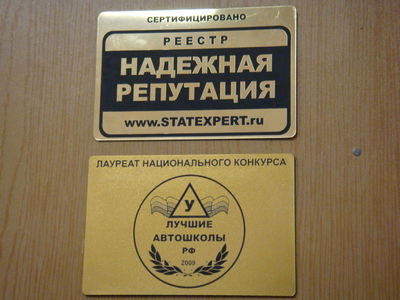 СЕРТИФИЦИРОВАНО
РЕЕСТР
НАДЕЖНАЯ
РЕПУТАЦИЯ
www.STATEXPERT.ru
ЛАУРЕАТ НАЦИОНАЛЬНОГО КОНКУРСА
У
ЛУЧШИЕ
АВТОШКОЛЫ
РФ
2009